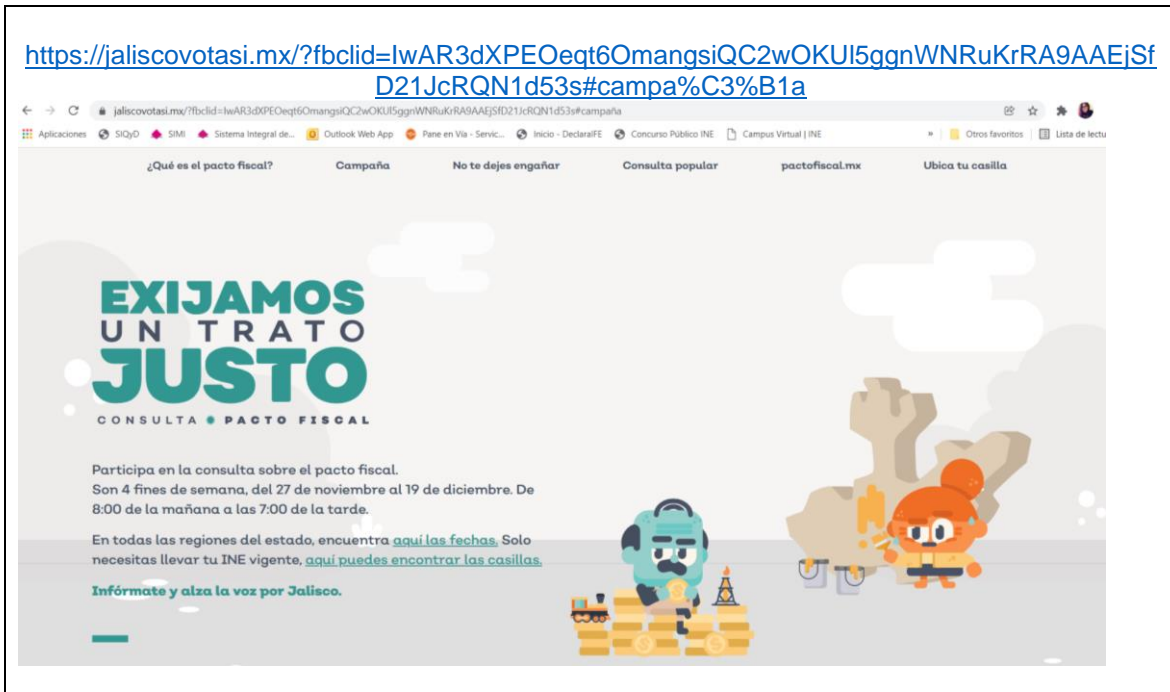 https://jaliscovotasi.mx/?fbclid=IwAR3dXPEOeqt6OmangsiQC2wOKUl5ggnWNRuKrRA9AAEjSf
D21JcRQN1d53s#campa%C3%B1a
jaliscovotasi.mx/?fbclid=IwAR3dXPEOeqt6OmangsiQC2wOKUl5ggnWNRuKrRA9AAEjSfD21JcRQN1d53s#campaña
Aplicaciones SIQyD SIMI Sistema Integral de... Outlook Web App Pane en Vía - Servic... Inicio - DeclaraIFE Concurso Público INE Campus Virtual | INE » Otros favoritos Lista de lectu
¿Qué es el pacto fiscal? Campaña No te dejes engañar Consulta popular pactofiscal.mx Ubica tu casilla
EXIJAMOS
UN TRATO
JUSTO
CONSULTA PACTO FISCAL
Participa en la consulta sobre el pacto fiscal.
Son 4 fines de semana, del 27 de noviembre al 19 de diciembre. De
8:00 de la mañana a las 7:00 de la tarde.
En todas las regiones del estado, encuentra aquí las fechas. Solo
necesitas llevar tu INE vigente, aquí puedes encontrar las casillas.
Infórmate y alza la voz por Jalisco.